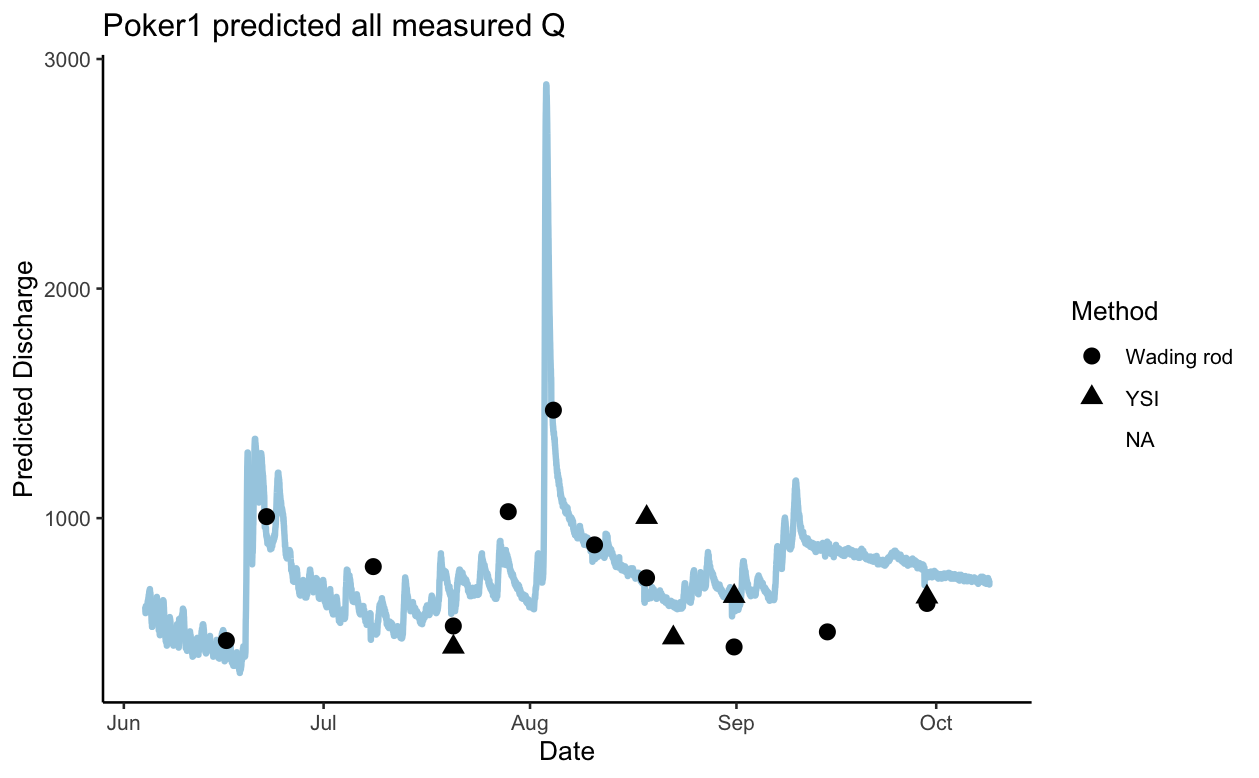 Poker1 predicted all measured Q
3000
2000
1000
Predicted Discharge
Jun
Jul
Aug
Sep
Oct
Date
Method
Wading rod
YSI
NA